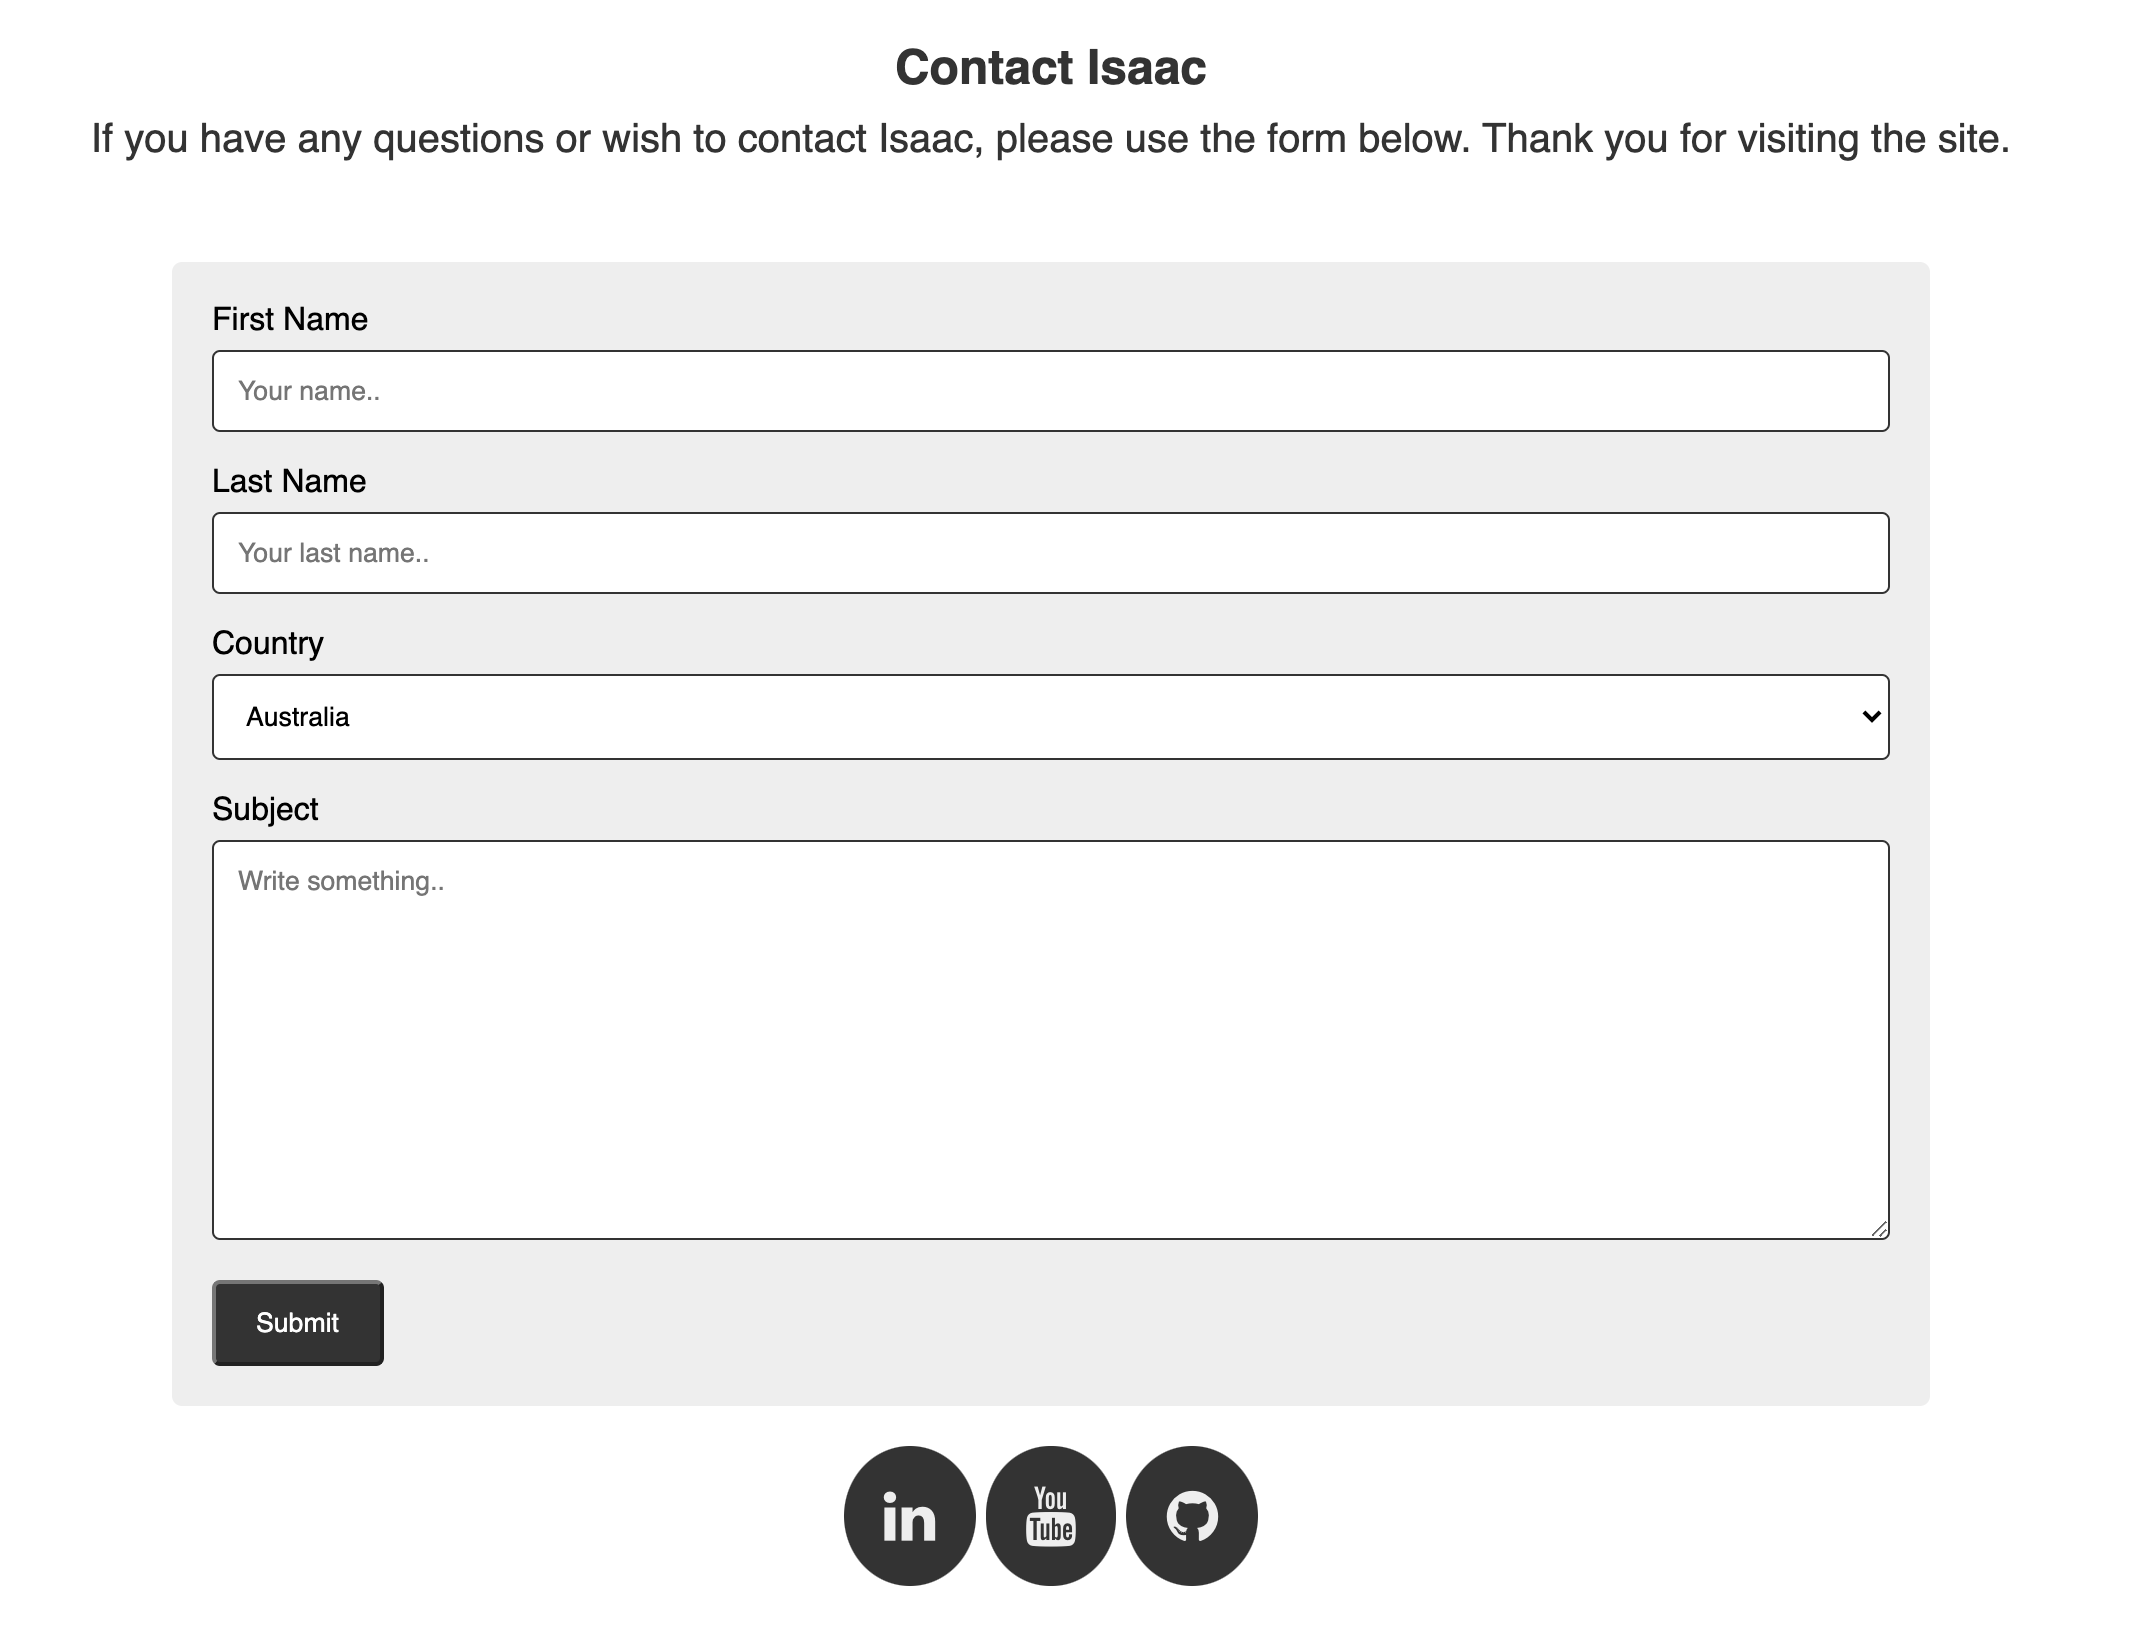 Contact Isaac
If you have any questions or wish to contact Isaac, please use the form below. Thank you for visiting the site.
First Name
Your name..
Last Name
Your last name..
Country
Australia
Subject
Write something..
Submit
in
You
Tube